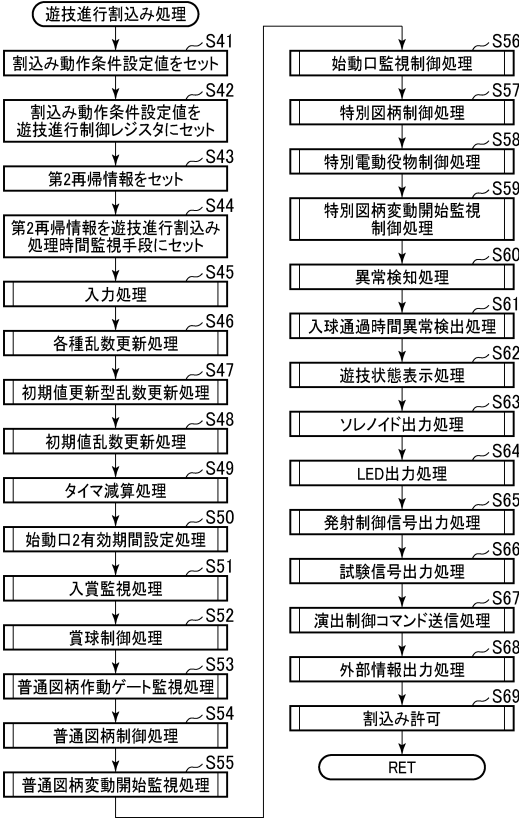 遊技進行割込み処理
S41
割込み動作条件設定値をセット
S42
割込み動作条件設定値を
遊技進行制御レジスタにセット
S43
第2再帰情報をセット
S44
第2再帰情報を遊技進行割込み
処理時間監視手段にセット
S45
入力処理
S46
各種乱数更新処理
S47
初期値更新型乱数更新処理
S48
初期値乱数更新処理
S49
タイマ減算処理
S50
始動口2有効期間設定処理
S51
入賞監視処理
S52
賞球制御処理
S53
普通図柄作動ゲート監視処理
S54
普通図柄制御処理
S55
普通図柄変動開始監視処理
S56
始動口監視制御処理
S57
特別図柄制御処理
S58
特別電動役物制御処理
S59
特別図柄変動開始監視
制御処理
S60
異常検知処理
S61
入球通過時間異常検出処理
S62
遊技状態表示処理
S63
ソレノイド出力処理
S64
LED出力処理
S65
発射制御信号出力処理
S66
試験信号出力処理
S67
演出制御コマンド送信処理
S68
外部情報出力処理
S69
割込み許可
RET